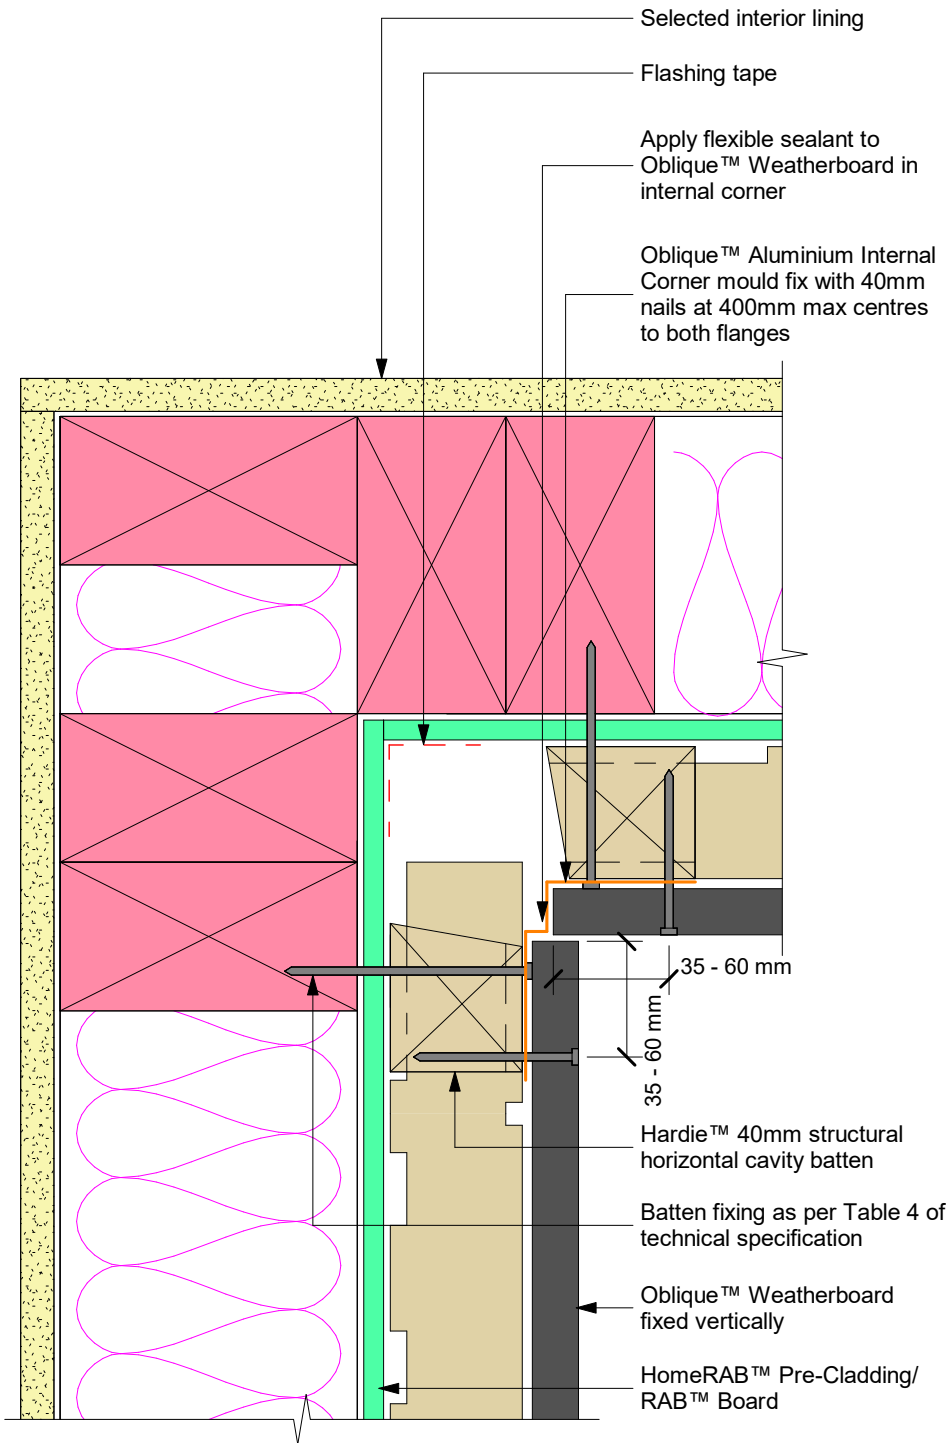 Selected interior lining
Flashing tape
Apply flexible sealant to
Oblique™ Weatherboard in
internal corner
Oblique™ Aluminium Internal
Corner mould fix with 40mm
nails at 400mm max centres
to both flanges
35 - 60 mm
35 - 60 mm
Hardie™ 40mm structural
horizontal cavity batten
Batten fixing as per Table 4 of
technical specification
Oblique™ Weatherboard
fixed vertically
HomeRAB™ Pre-Cladding/
RAB™ Board